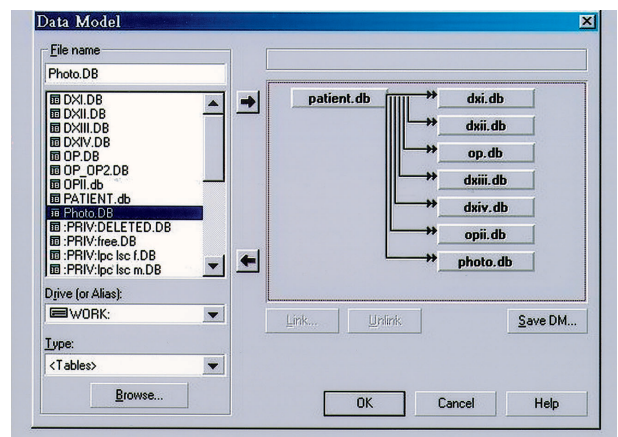 Data Model
File name
Photo.DB
DXI.DB
DXII.DB
DXIII.DB
DXIV.DB
OP.DB
OP_OP2.DB
OPII.db
PATIENT.db
Photo.DB
:PRIV:DELETED.DB
:PRIV:free.DB
:PRIV:lpc lsc f.DB
:PRIV:lpc lsc m.DB
Drive (or Alias):
WORK:
Type:
<Tables>
Browse...
patient.db
dxi.db
dxii.db
op.db
dxiii.db
dxiv.db
opii.db
photo.db
Link...
Unlink
Save DM...
OK
Cancel
Help